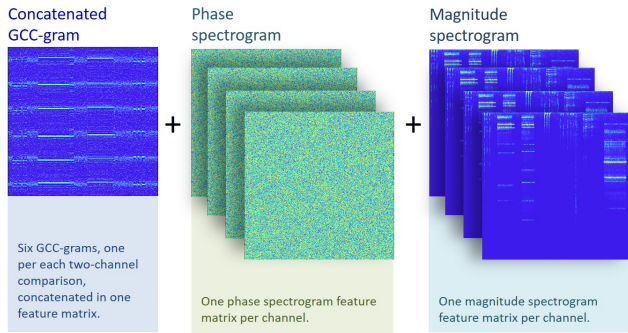 Concatenated
GCC-gram
Phase
spectrogram
Magnitude
spectrogram
+
+
Six GCC-grams, one
per each two-channel
comparison,
concatenated in one
feature matrix.
One phase spectrogram feature
matrix per channel.
One magnitude spectrogram
feature matrix per channel.